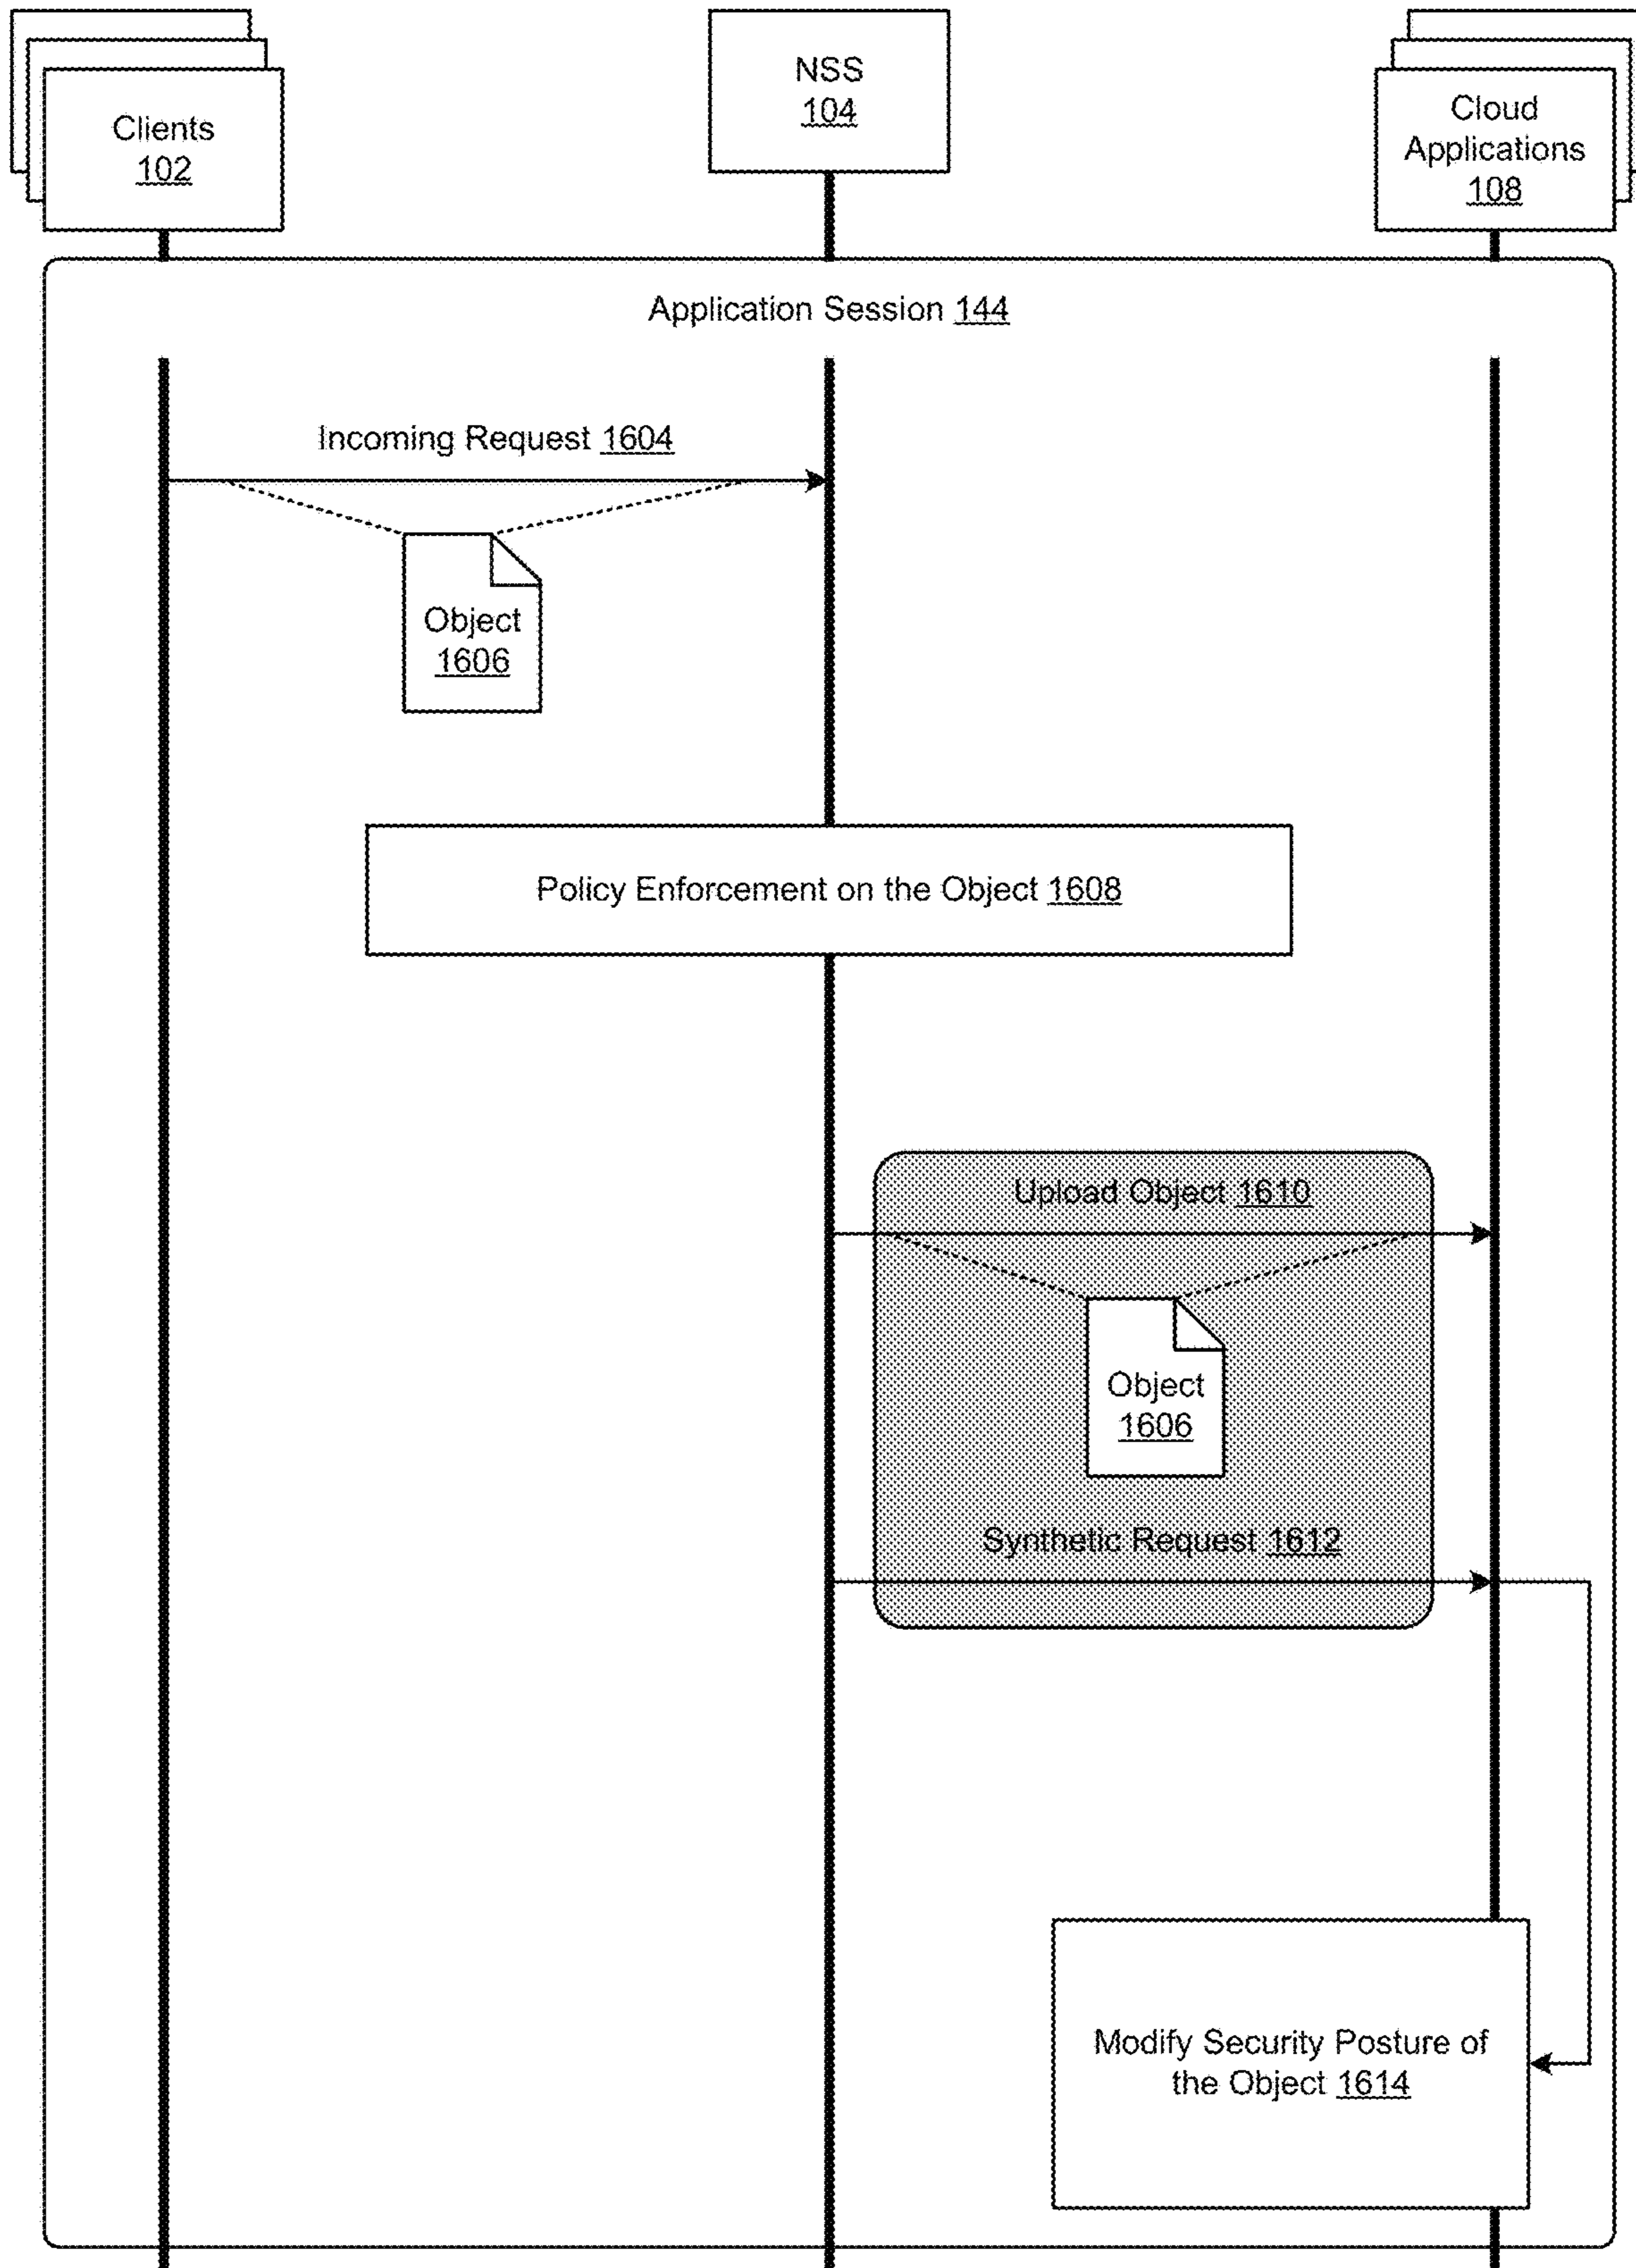 Clients
102
NSS
104
Cloud
Applications
108
Application Session 144
Incoming Request 1604
Object
1606
Policy Enforcement on the Object 1608
Upload Object 1610
Object
1606
Synthetic Request 1612
Modify Security Posture of
the Object 1614